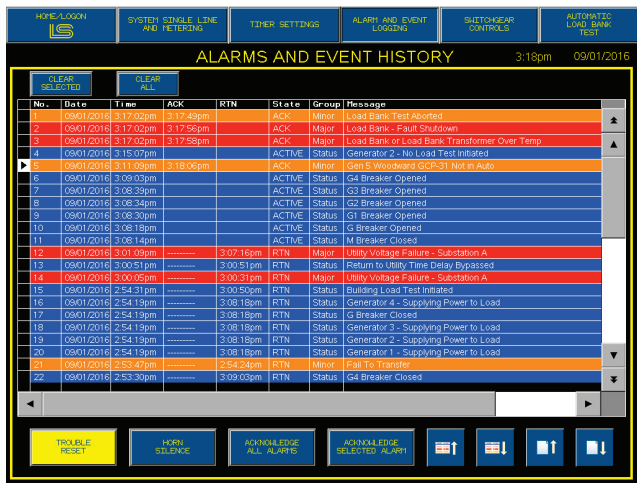 HOME/LOGON
LS
SYSTEM SINGLE LINE
AND METERING
TIMER SETTINGS
ALARM AND EVENT
LOGGING
SWITCHGEAR
CONTROLS
AUTOMATIC
LOAD BANK
TEST
ALARMS AND EVENT HISTORY 3:18pm 09/01/2016
CLEAR
SELECTED
CLEAR
ALL
No. Date Time ACK RTN State Group Message
1 09/01/2016 3:17:02pm 3:17:49pm ACK Minor Load Bank Test Aborted
2 09/01/2016 3:17:02pm 3:17:56pm ACK Major Load Bank - Fault Shutdown
3 09/01/2016 3:17:02pm 3:17:58pm ACK Major Load Bank or Load Bank Transformer Over Temp
4 09/01/2016 3:15:07pm ACTIVE Status Generator 2 - No Load Test Initiated
5 09/01/2016 3:11:09pm 3:18:06pm ACK Minor Gen 5 Woodward GCP-31 Not in Auto
6 09/01/2016 3:09:03pm ACTIVE Status G4 Breaker Opened
7 09/01/2016 3:08:39pm ACTIVE Status G3 Breaker Opened
8 09/01/2016 3:08:34pm ACTIVE Status G2 Breaker Opened
9 09/01/2016 3:08:30pm ACTIVE Status G1 Breaker Opened
10 09/01/2016 3:08:18pm ACTIVE Status G Breaker Opened
11 09/01/2016 3:08:14pm ACTIVE Status M Breaker Closed
12 09/01/2016 3:01:09pm --------- 3:07:16pm RTN Major Utility Voltage Failure - Substation A
13 09/01/2016 3:00:51pm --------- 3:00:51pm RTN Status Return to Utility Time Delay Bypassed
14 09/01/2016 3:00:05pm --------- 3:00:31pm RTN Major Utility Voltage Failure - Substation A
15 09/01/2016 2:54:31pm --------- 3:00:50pm RTN Status Building Load Test Initiated
16 09/01/2016 2:54:19pm --------- 3:08:18pm RTN Status Generator 4 - Supplying Power to Load
17 09/01/2016 2:54:19pm --------- 3:08:18pm RTN Status G Breaker Closed
18 09/01/2016 2:54:19pm --------- 3:08:18pm RTN Status Generator 3 - Supplying Power to Load
19 09/01/2016 2:54:19pm --------- 3:08:18pm RTN Status Generator 2 - Supplying Power to Load
20 09/01/2016 2:54:19pm --------- 3:08:18pm RTN Status Generator 1 - Supplying Power to Load
21 09/01/2016 2:53:47pm --------- 2:54:24pm RTN Minor Fail To Transfer
22 09/01/2016 2:53:30pm --------- 3:09:03pm RTN Status G4 Breaker Closed
TROUBLE
RESET
HORN
SILENCE
ACKNOWLEDGE
ALL ALARMS
ACKNOWLEDGE
SELECTED ALARM